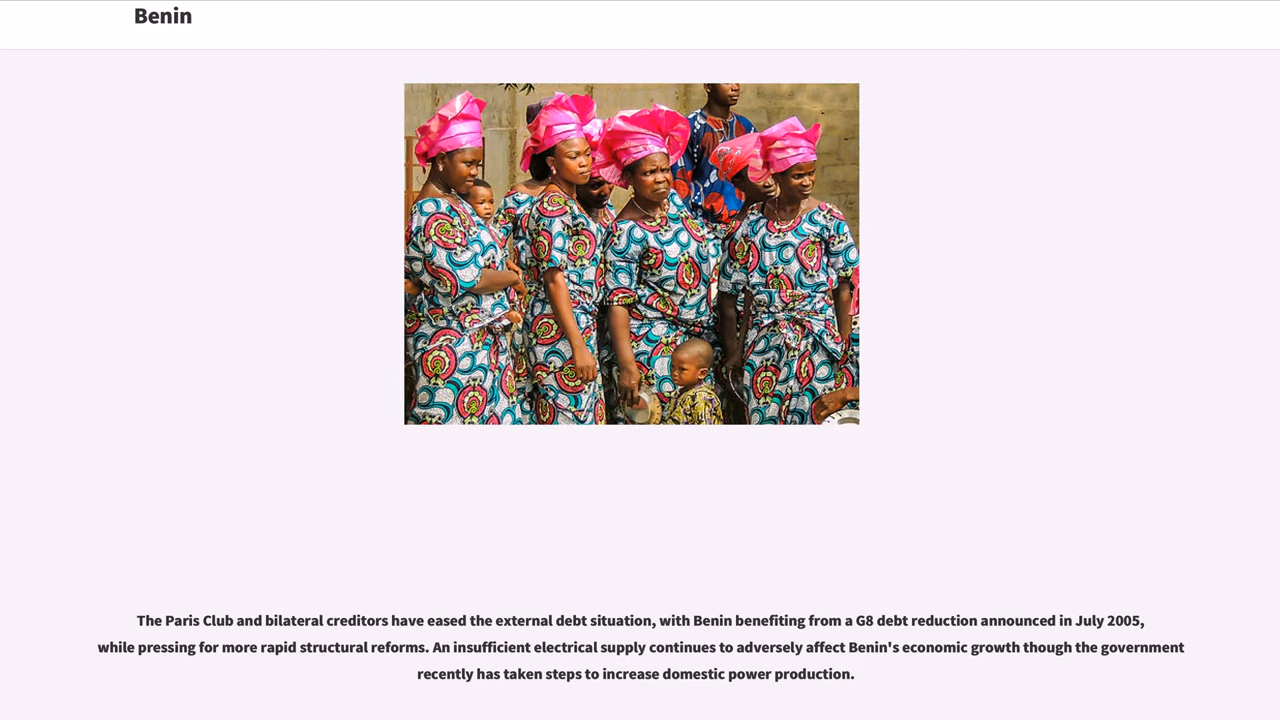 Benin
The Paris Club and bilateral creditors have eased the external debt situation, with Benin benefiting from a G8 debt reduction announced in July 2005,
while pressing for more rapid structural reforms. An insufficient electrical supply continues to adversely affect Benin's economic growth though the government
recently has taken steps to increase domestic power production.